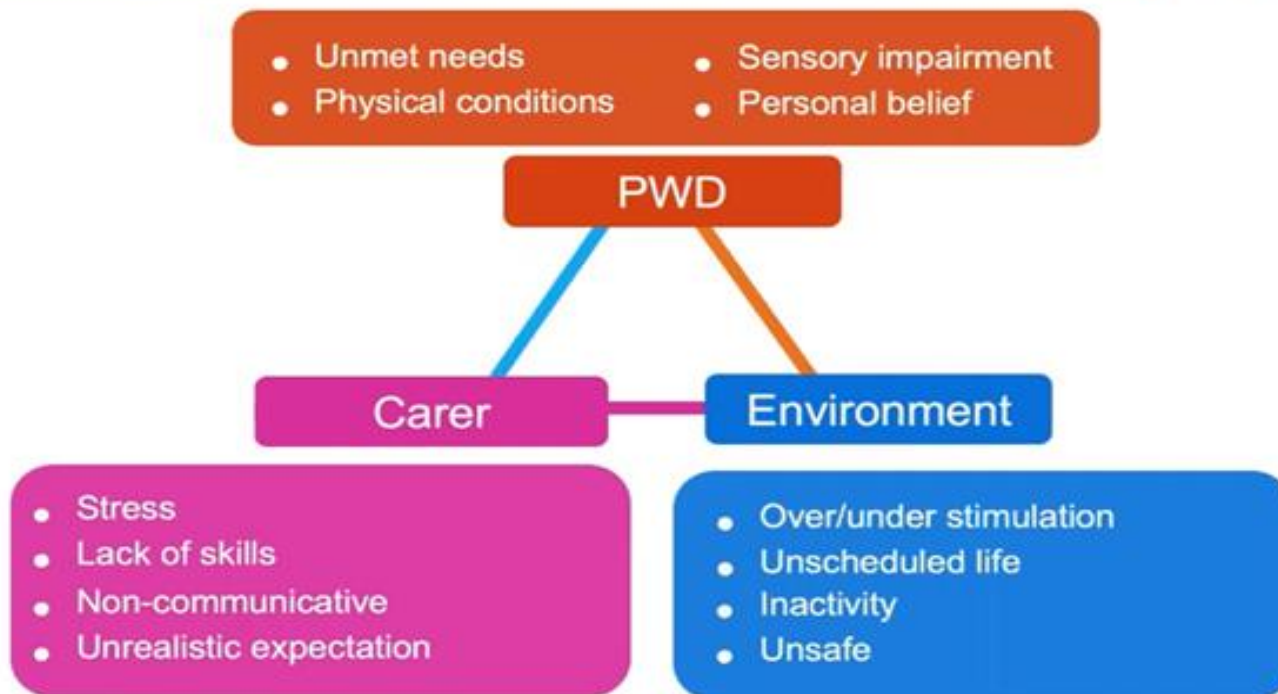 Unmet needs
Physical conditions
Sensory impairment
Personal belief
PWD
Carer
Environment
Stress
Lack of skills
Non-communicative
Unrealistic expectation
Over/under stimulation
Unscheduled life
Inactivity
Unsafe